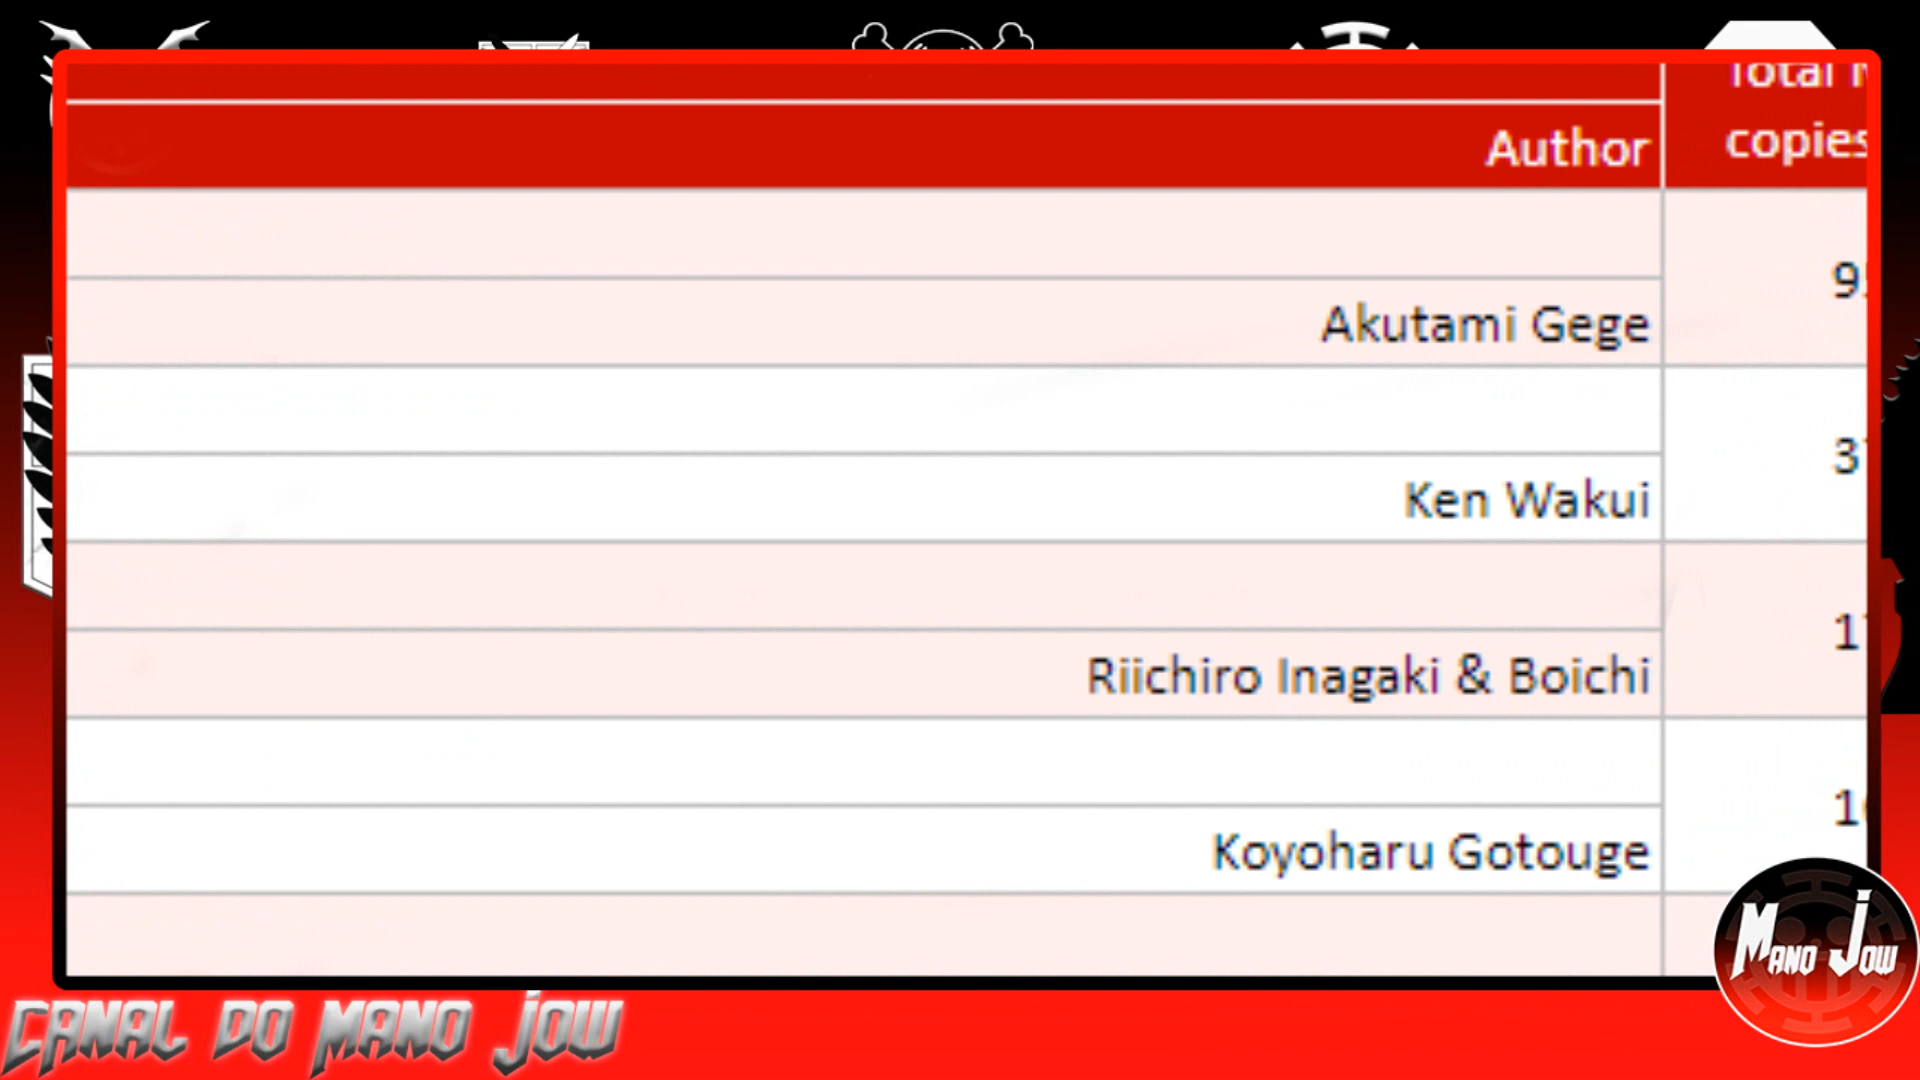 Total
Author
copies
Akutami Gege
Ken Wakui
Riichiro Inagaki & Boichi
Koyoharu Gotouge
MANO JOW
CANAL DO MANO JOW